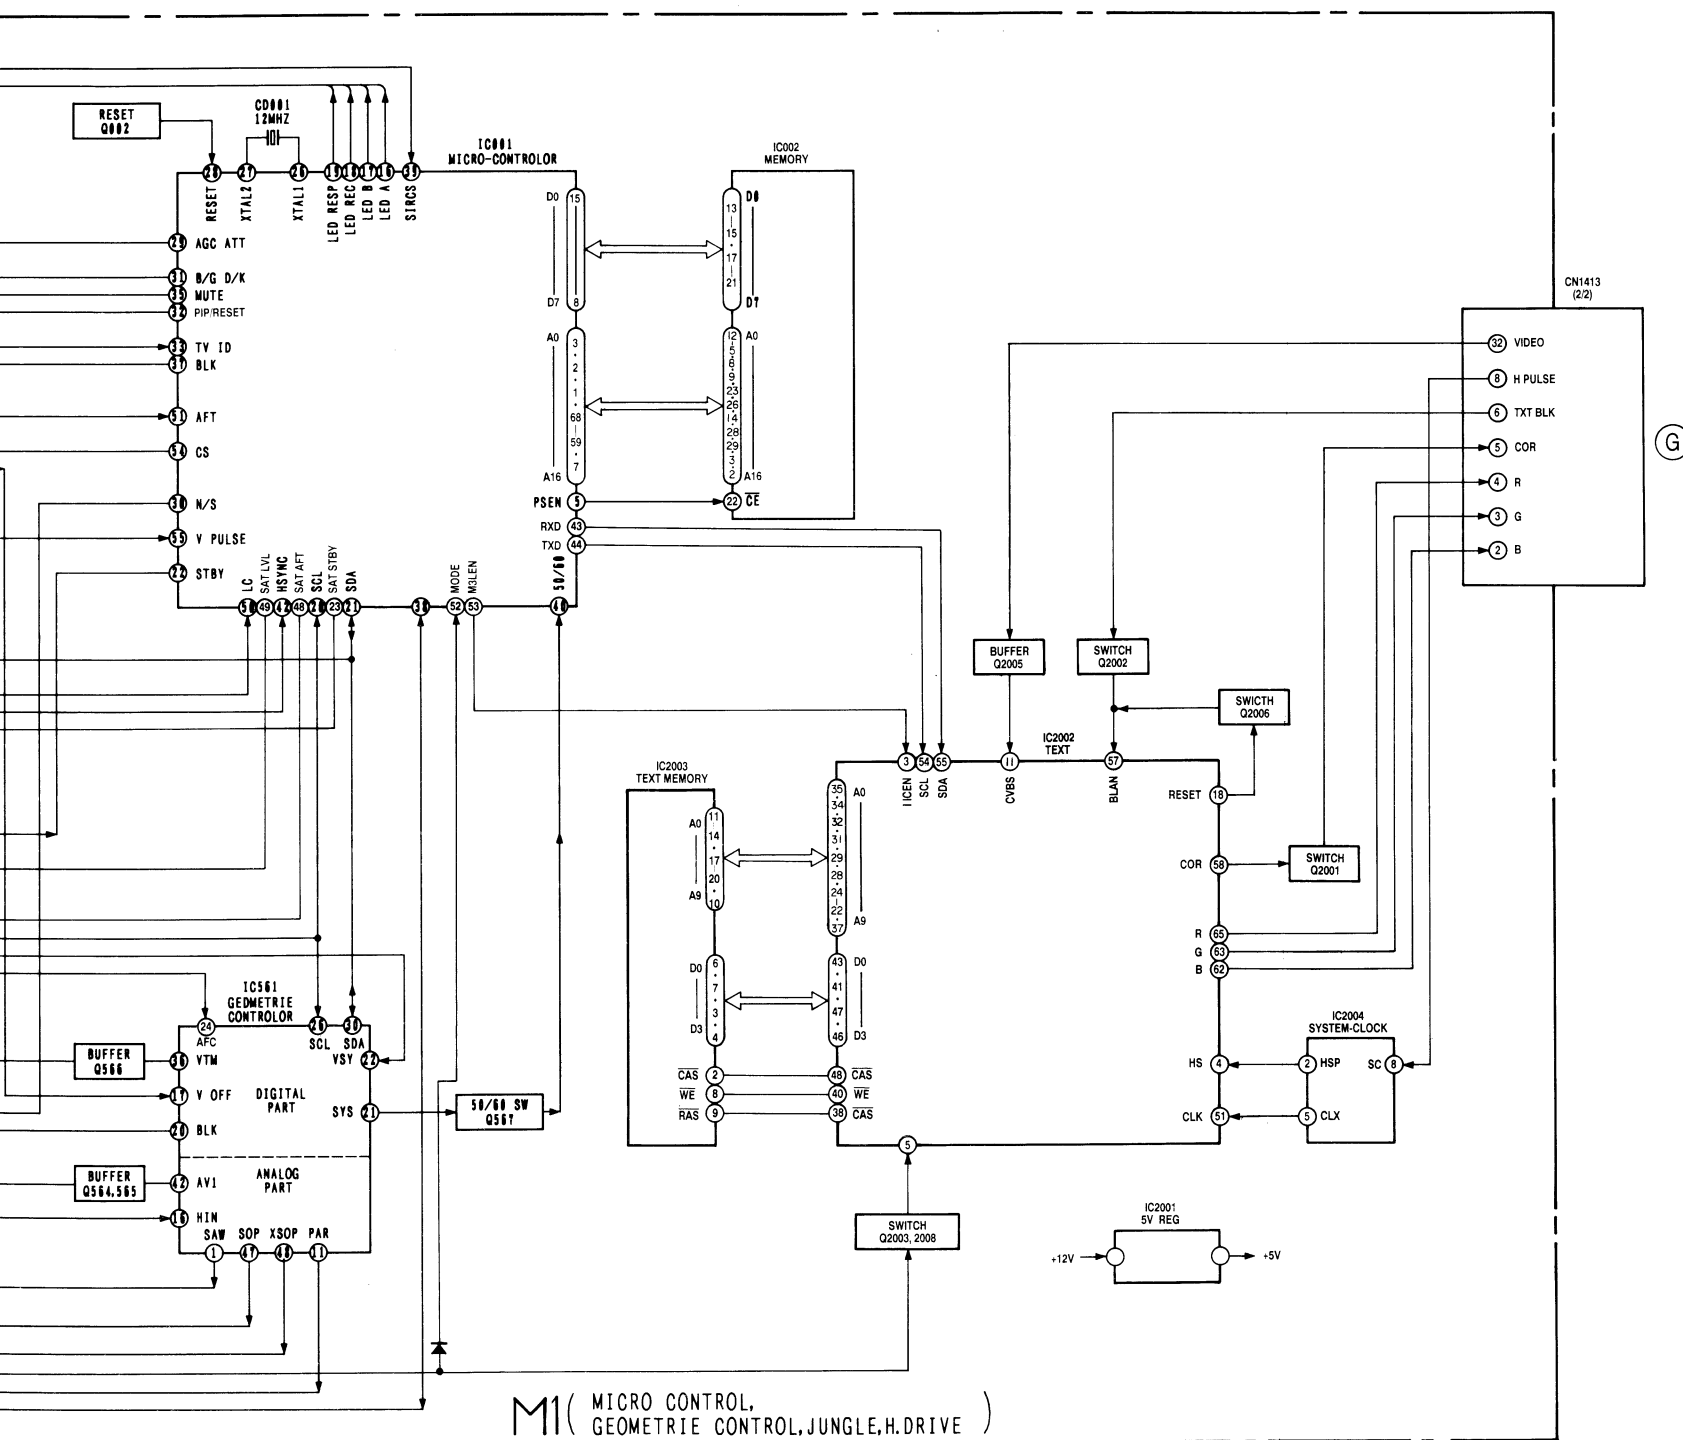 RESET
Q002
CD001
12MHZ
IC001
MICRO-CONTROLOR
IC002
MEMORY
28 27 26 19 18 17 16 39
RESET
XTAL2
XTAL1
LED RESP
LED REC
LED B
LED A
SIRCS
29 AGC ATT
31 B/G D/K
35 MUTE
32 PIP/RESET
33 TV ID
37 BLK
51 AFT
54 CS
30 N/S
55 V PULSE
22 STBY
D0 15
D7 8
A0 3 · 2 · 1 · 68 | 59 · 7
A16
PSEN 5
RXD 43
TXD 44
13 | 15 · 17 | 21
D0
D7
12 · 5 · 8 · 9 · 23 · 26 · 14 · 28 · 29 · 3 · 2
A0
A16
22 CE
LC
SAT LVL
HSYNC
SAT AFT
SCL
SAT STBY
SDA
MODE
M3LEN
50/60
50 49 42 48 20 23 21 38 52 53 40
CN1413
(2/2)
32 VIDEO
8 H PULSE
6 TXT BLK
5 COR
4 R
3 G
2 B
G
BUFFER
Q2005
SWITCH
Q2002
SWICTH
Q2006
IC2002
TEXT
3 54 55 11 57
IICEN
SCL
SDA
CVBS
BLAN
RESET 18
COR 58
SWITCH
Q2001
R 65
G 63
B 62
HS 4
CLK 51
IC2004
SYSTEM-CLOCK
2 HSP
SC 8
5 CLX
IC2003
TEXT MEMORY
A0
11 · 14 · 17 | 20 · 10
A9
D0
6 · 7 · 3 · 4
D3
CAS 2
WE 8
RAS 9
35 · 34 · 32 · 31 · 29 · 28 · 24 | 22 · 37
A0
A9
43 · 41 · 47 · 46
D0
D3
48 CAS
40 WE
38 CAS
5
SWITCH
Q2003, 2008
IC2001
5V REG
+12V
+5V
IC561
GEDMETRIE
CONTROLOR
24
AFC
26
SCL
30
SDA
BUFFER
Q566
36 VTM
VSY 22
17 V OFF
DIGITAL
PART
SYS 21
20 BLK
50/60 SW
Q567
BUFFER
Q564,565
42 AV1
ANALOG
PART
16 HIN
SAW SOP XSOP PAR
1 47 48 11
M1 ( MICRO CONTROL,
GEOMETRIE CONTROL,JUNGLE,H.DRIVE )